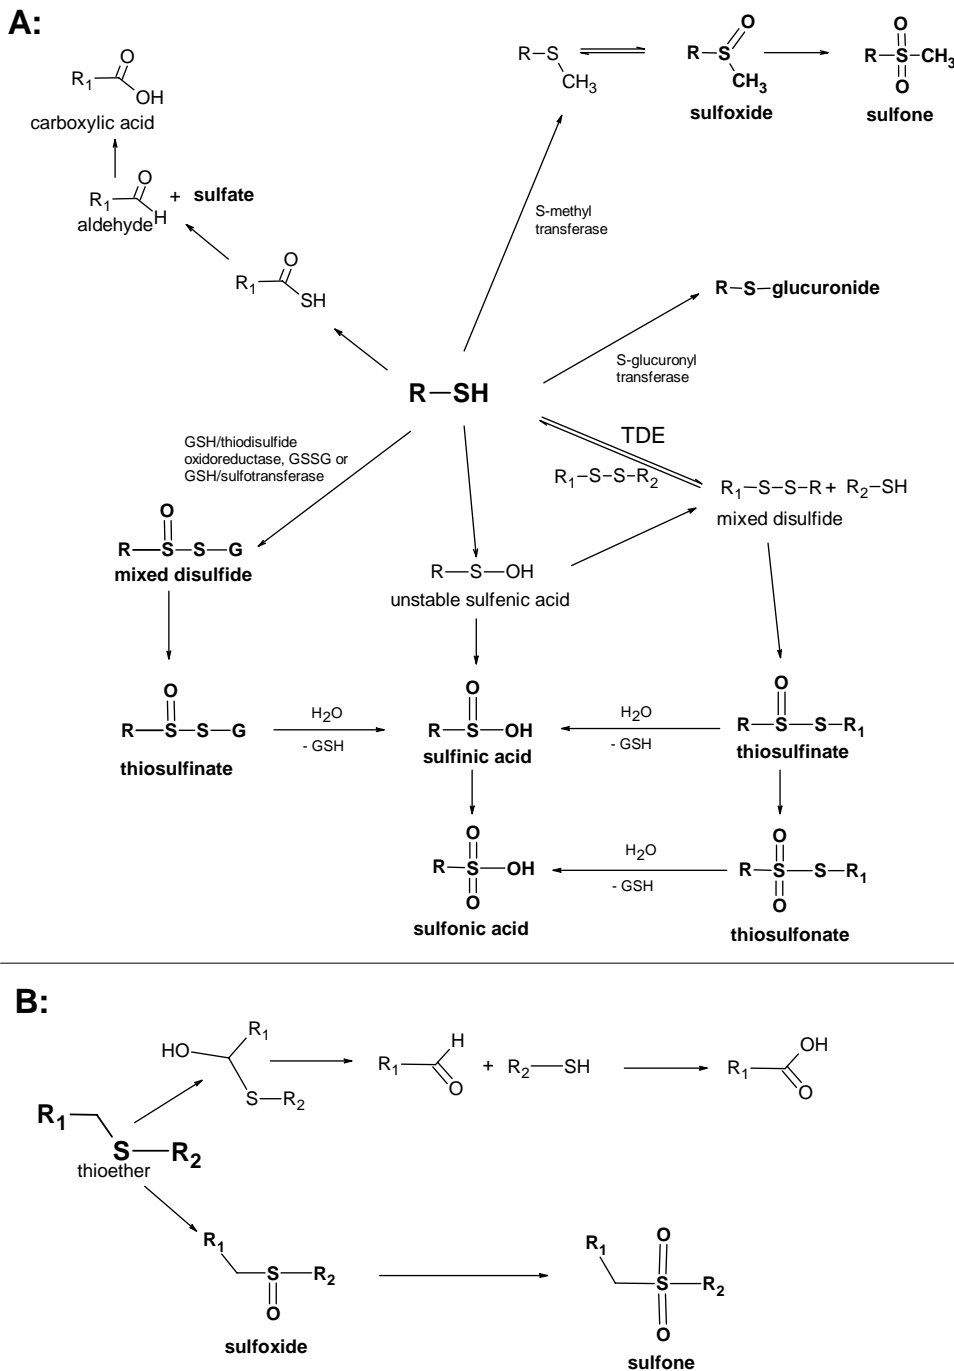 A:
O
R1
OH
carboxylic acid
O
R1
H
aldehyde
+ sulfate
O
R1
SH
R S
CH3
O
R S
CH3
sulfoxide
O
R S CH3
O
sulfone
S-methyl
transferase
R S glucuronide
S-glucuronyl
transferase
R SH
TDE
R1 S S R2
R1 S S R + R2 SH
mixed disulfide
GSH/thiodisulfide
oxidoreductase, GSSG or
GSH/sulfotransferase
O
R S S G
mixed disulfide
R S OH
unstable sulfenic acid
O
R S S G
thiosulfinate
H2O
- GSH
O
R S OH
sulfinic acid
H2O
- GSH
O
R S S R1
thiosulfinate
O
R S OH
O
sulfonic acid
H2O
- GSH
O
R S S R1
O
thiosulfonate
B:
R1
HO
S R2
H
R1
O
+ R2 SH
OH
R1
O
R1
S R2
thioether
R1
S R2
O
sulfoxide
O
R1
S R2
O
sulfone